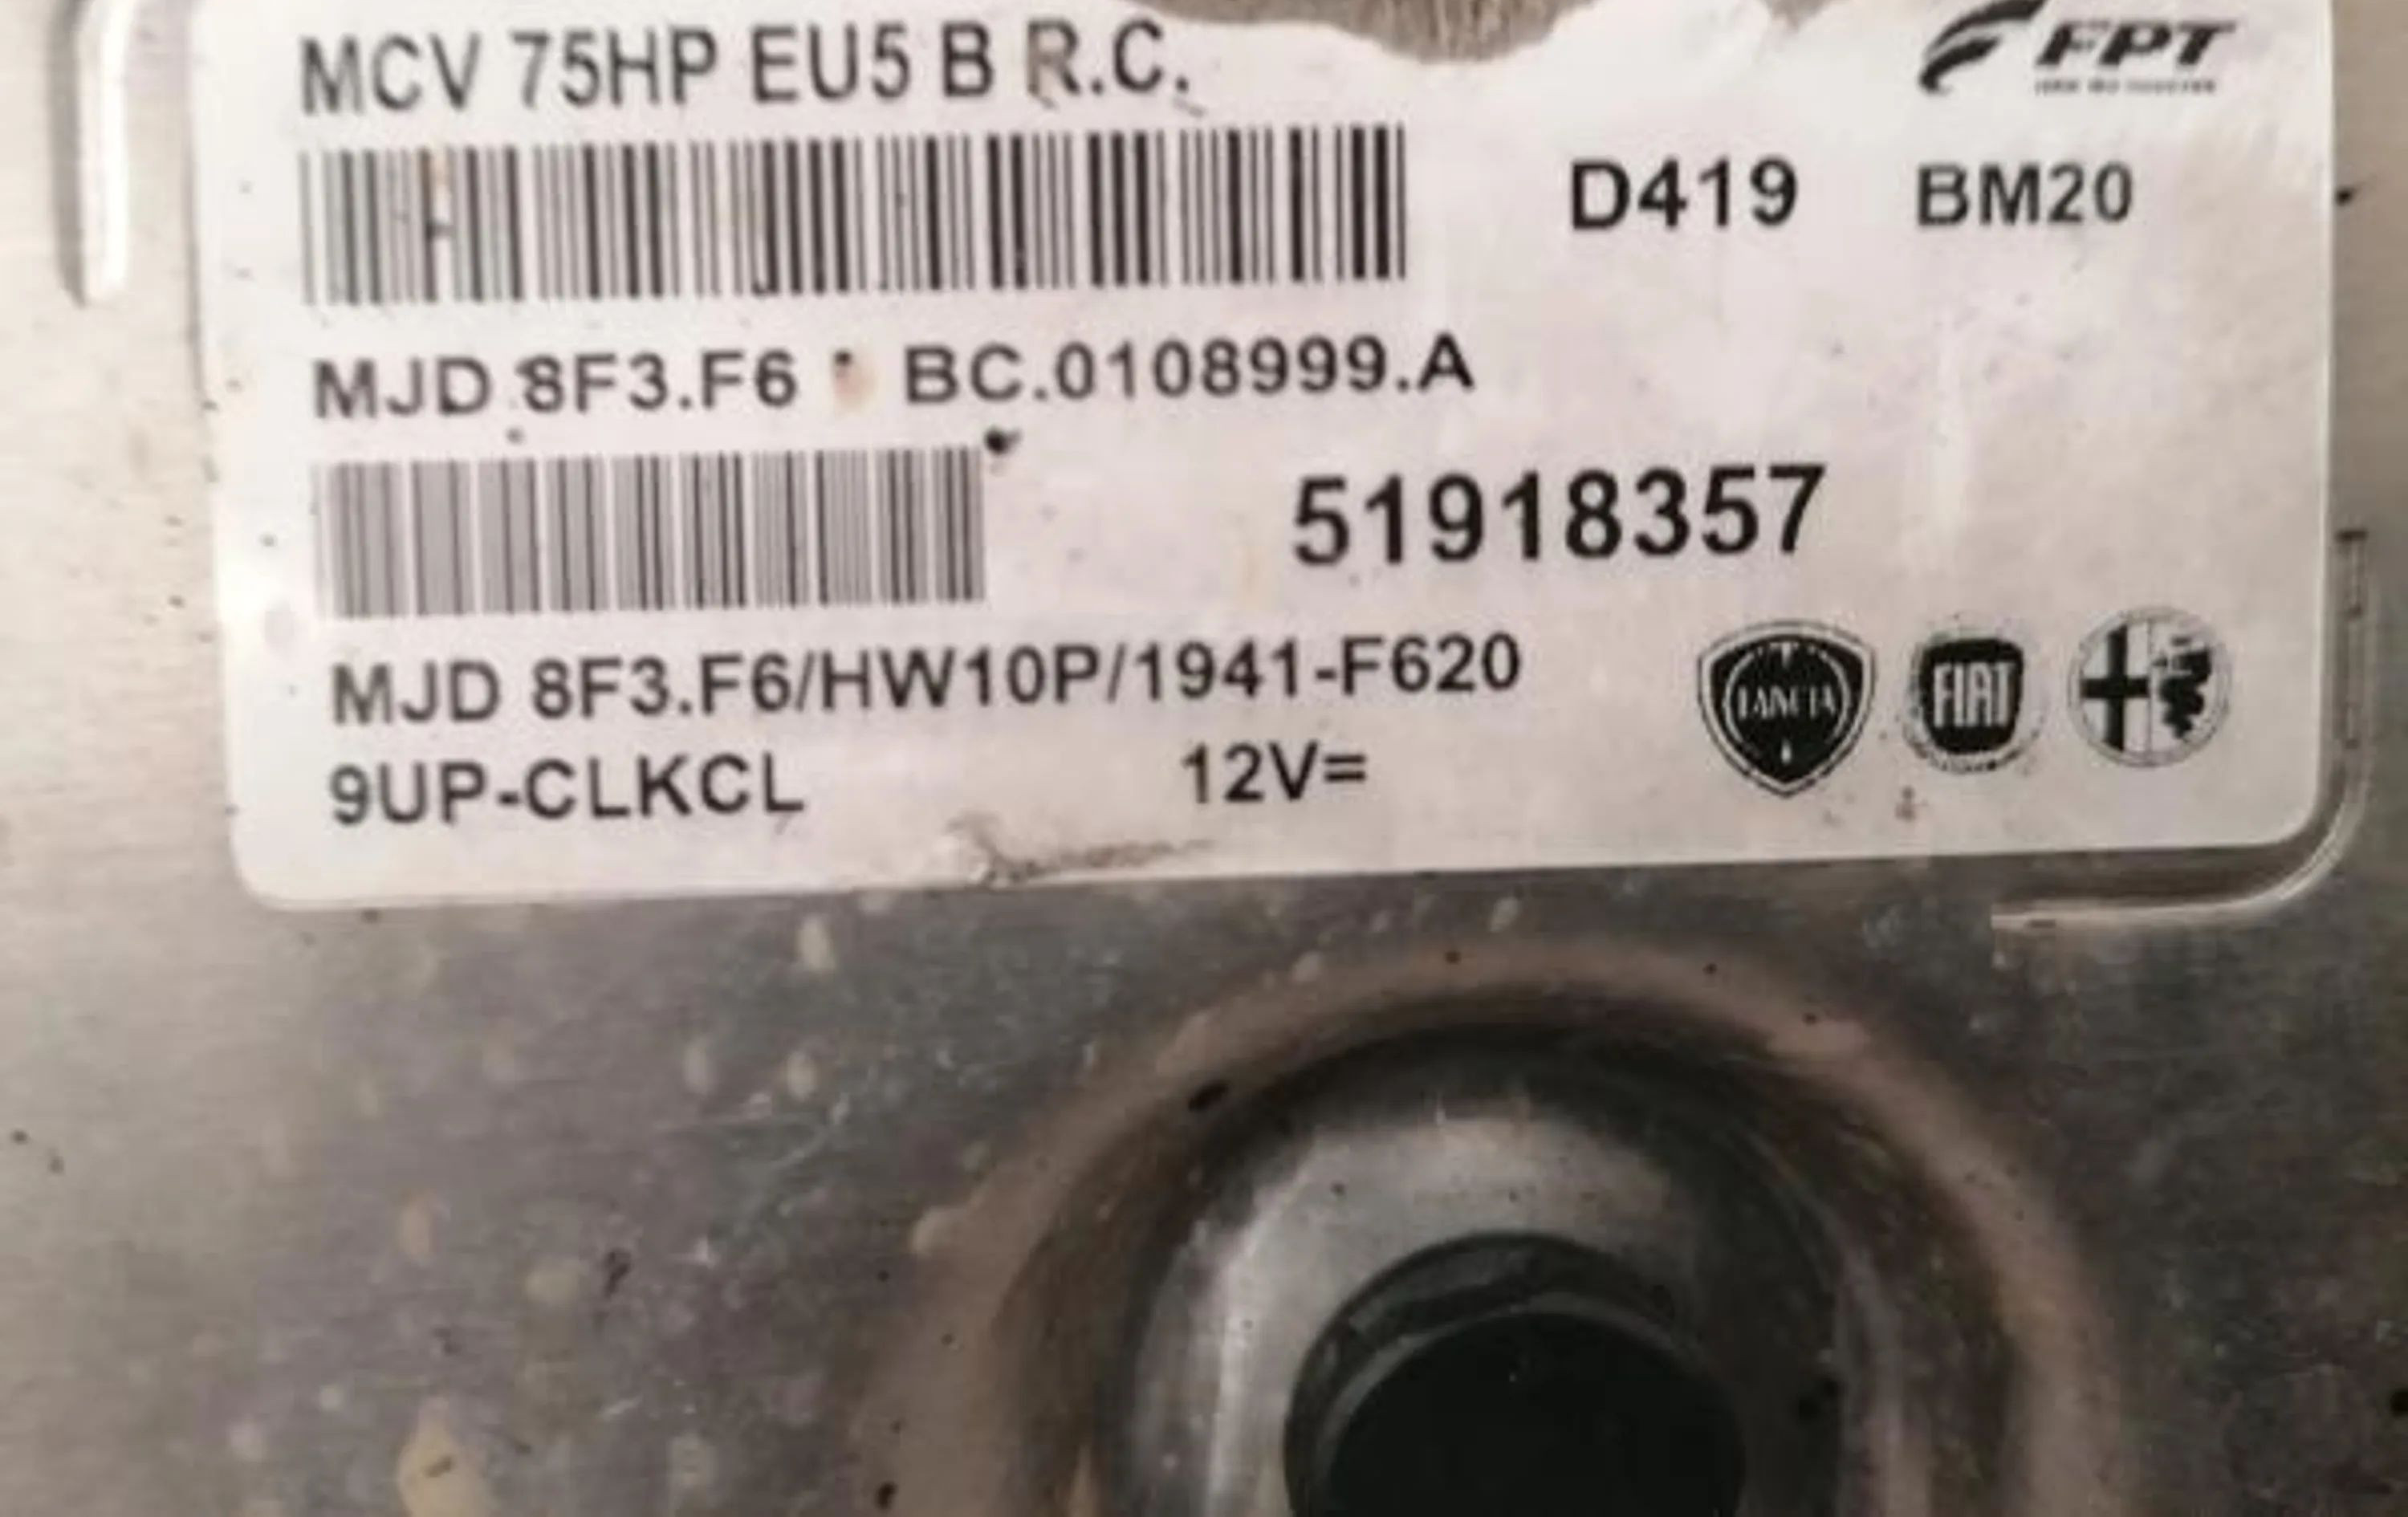 MCV 75HP EU5 B R.C.
FPT
D419 BM20
MJD 8F3.F6 BC.0108999.A
51918357
MJD 8F3.F6/HW10P/1941-F620
9UP-CLKCL 12V=
LANCIA FIAT